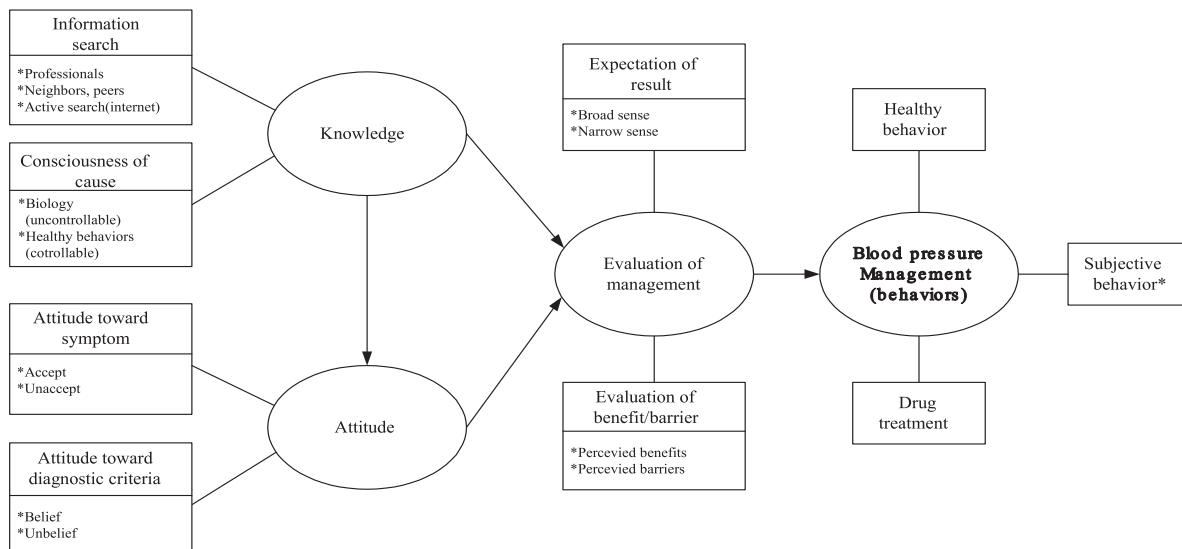 Information
search
*Professionals
*Neighbors, peers
*Active search(internet)
Consciousness of
cause
*Biology
(uncontrollable)
*Healthy behaviors
(cotrollable)
Attitude toward
symptom
*Accept
*Unaccept
Attitude toward
diagnostic criteria
*Belief
*Unbelief
Knowledge
Attitude
Expectation of
result
*Broad sense
*Narrow sense
Evaluation of
management
Evaluation of
benefit/barrier
*Percevied benefits
*Percevied barriers
Healthy
behavior
Blood pressure
Management
(behaviors)
Drug
treatment
Subjective
behavior*